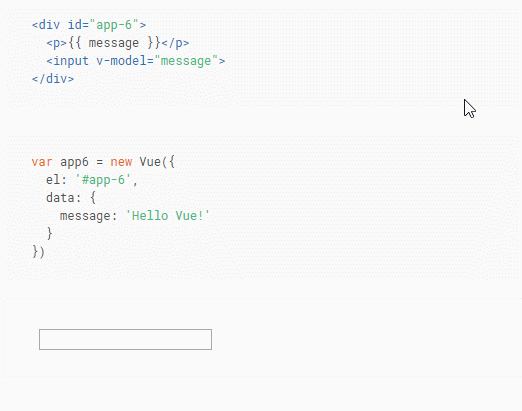 <div id="app-6">
  <p>{{ message }}</p>
  <input v-model="message">
</div>
var app6 = new Vue({
  el: '#app-6',
  data: {
    message: 'Hello Vue!'
  }
})